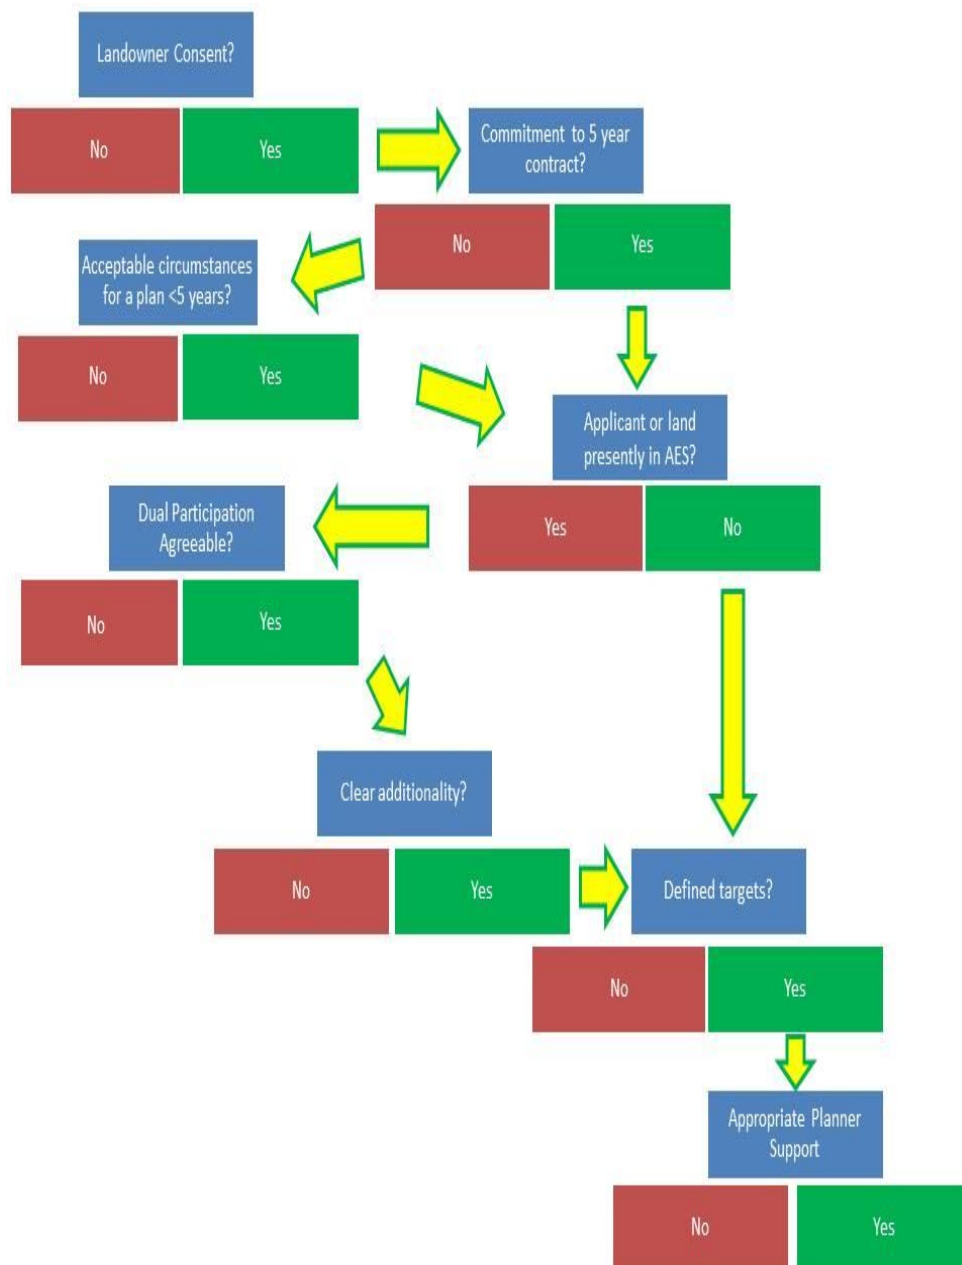 Landowner Consent?
No
Yes
Commitment to 5 year
contract?
No
Yes
Acceptable circumstances
for a plan <5 years?
No
Yes
Applicant or land
presently in AES?
Yes
No
Dual Participation
Agreeable?
No
Yes
Clear additionality?
No
Yes
Defined targets?
No
Yes
Appropriate Planner
Support
No
Yes